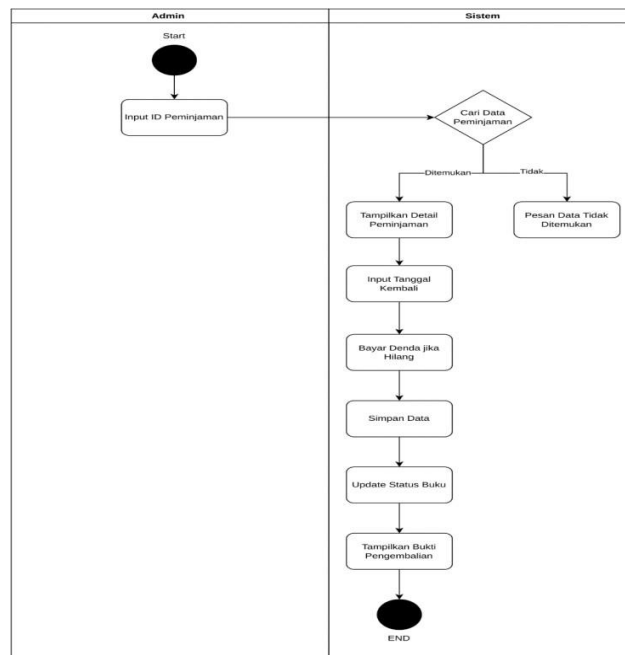 Admin
Sistem
Start
Input ID Peminjaman
Cari Data
Peminjaman
Ditemukan
Tidak
Tampilkan Detail
Peminjaman
Pesan Data Tidak
Ditemukan
Input Tanggal
Kembali
Bayar Denda jika
Hilang
Simpan Data
Update Status Buku
Tampilkan Bukti
Pengembalian
END